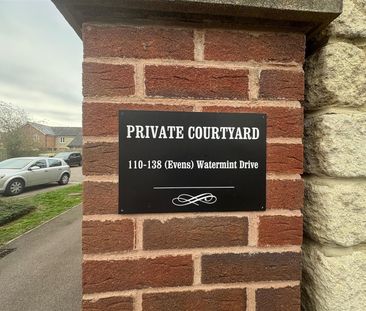 PRIVATE COURTYARD
110-138 (Evens) Watermint Drive